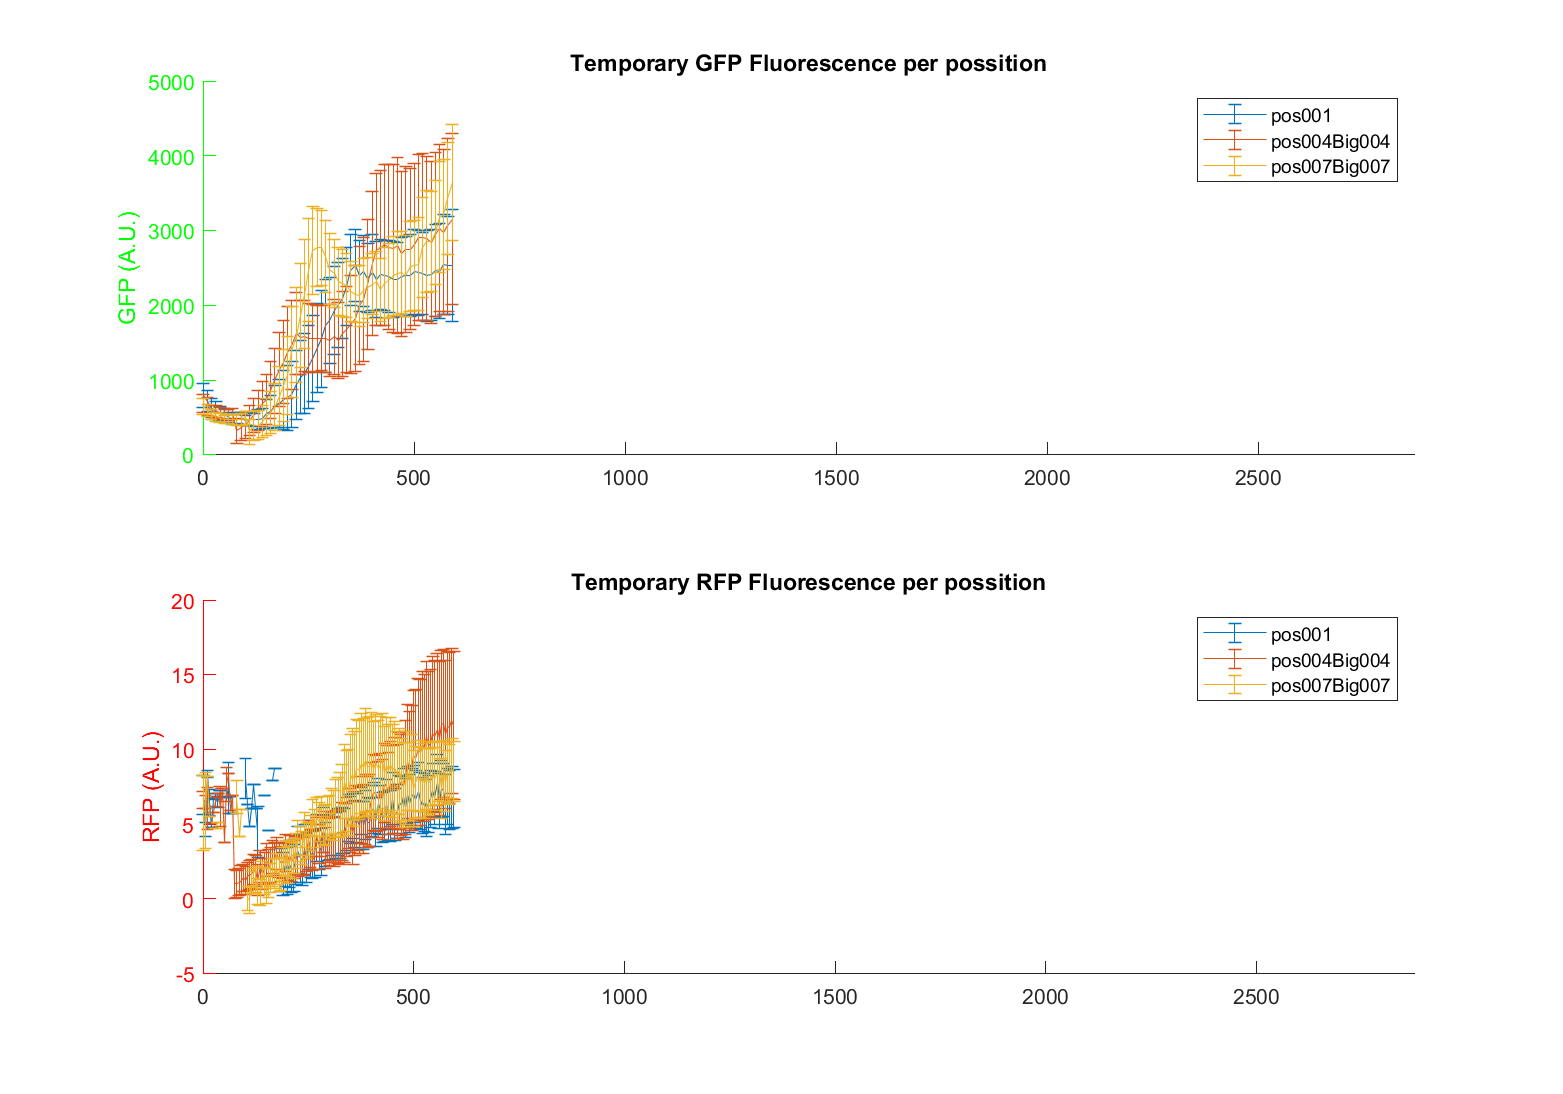 Temporary GFP Fluorescence per possition
GFP (A.U.)
5000
4000
3000
2000
1000
0
0 500 1000 1500 2000 2500
pos001
pos004Big004
pos007Big007
Temporary RFP Fluorescence per possition
RFP (A.U.)
20
15
10
5
0
-5
0 500 1000 1500 2000 2500
pos001
pos004Big004
pos007Big007